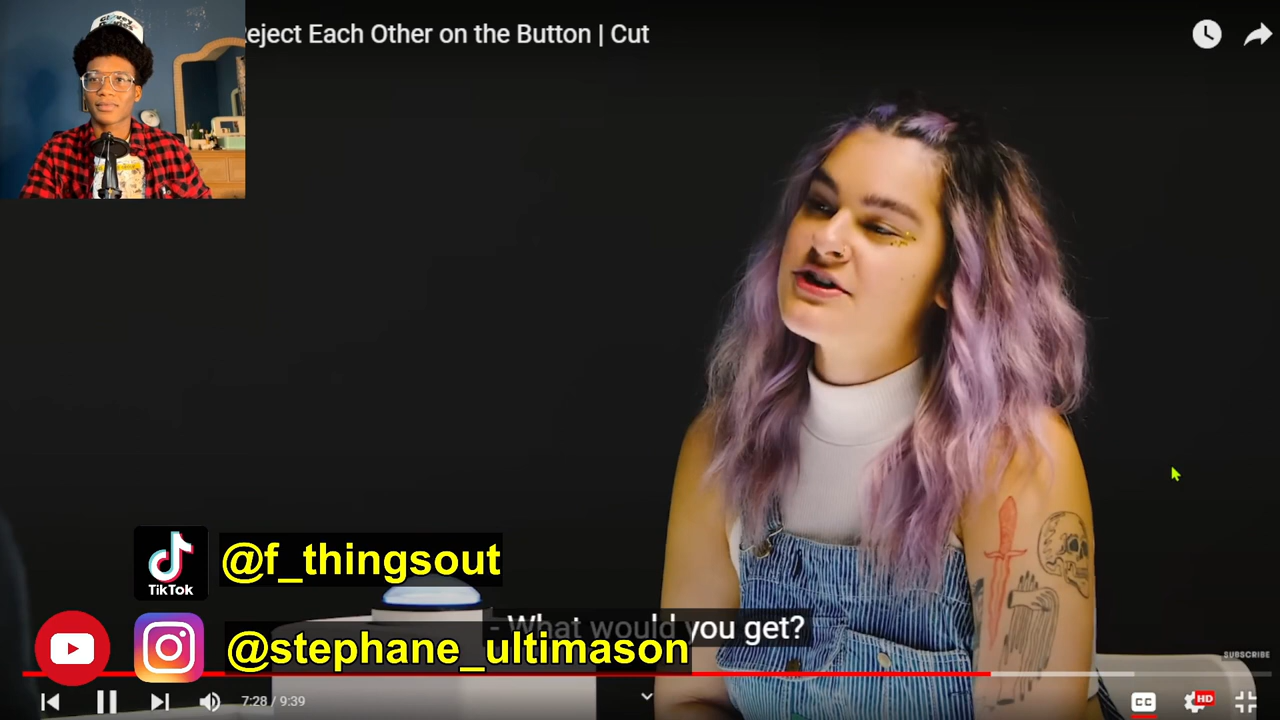 eject Each Other on the Button | Cut
TikTok
@f_thingsout
- What would you get?
@stephane_ultimason
SUBSCRIBE
7:28 / 9:39
CC
HD